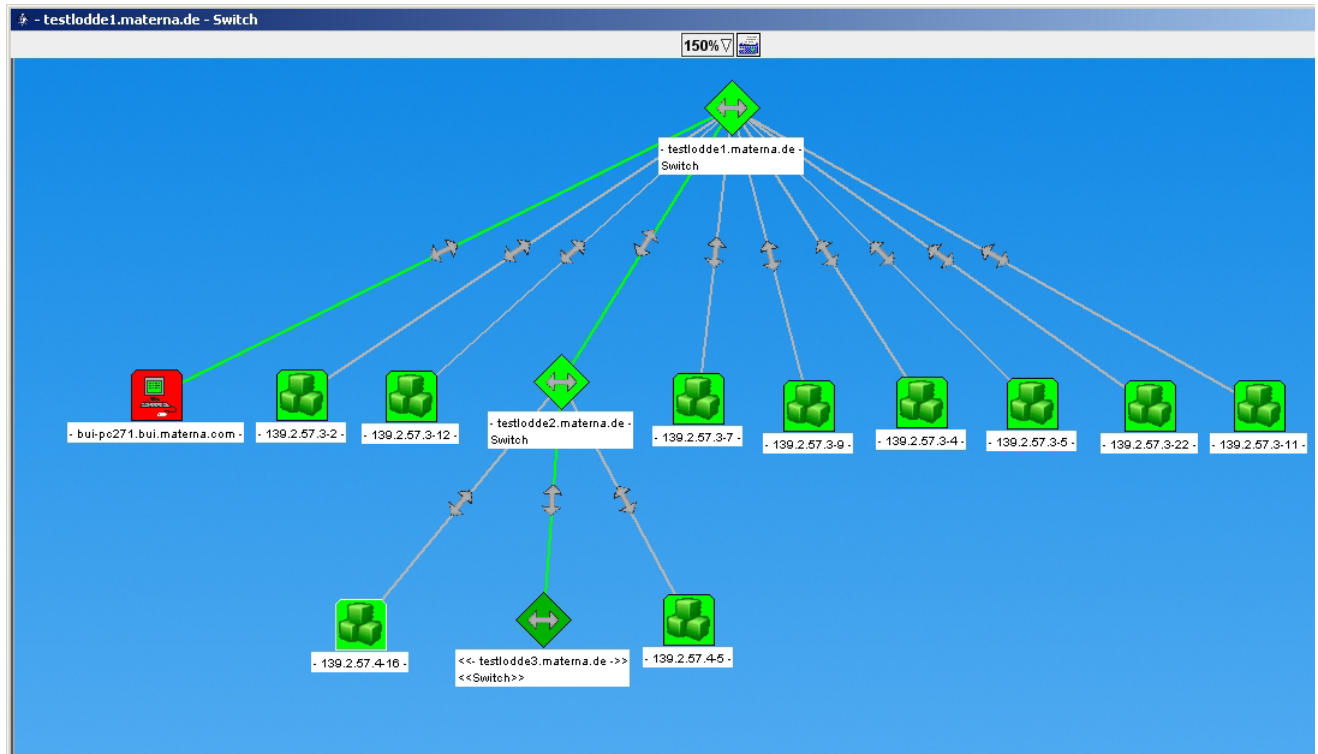 - testlodde1.materna.de - Switch
150%
- testlodde1.materna.de -
Switch
- bui-pc271.bui.materna.com -
- 139.2.57.3-2 -
- 139.2.57.3-12 -
- testlodde2.materna.de -
Switch
- 139.2.57.3-7 -
- 139.2.57.3-9 -
- 139.2.57.3-4 -
- 139.2.57.3-5 -
- 139.2.57.3-22 -
- 139.2.57.3-11 -
- 139.2.57.4-16 -
<<- testlodde3.materna.de ->>
<<Switch>>
- 139.2.57.4-5 -